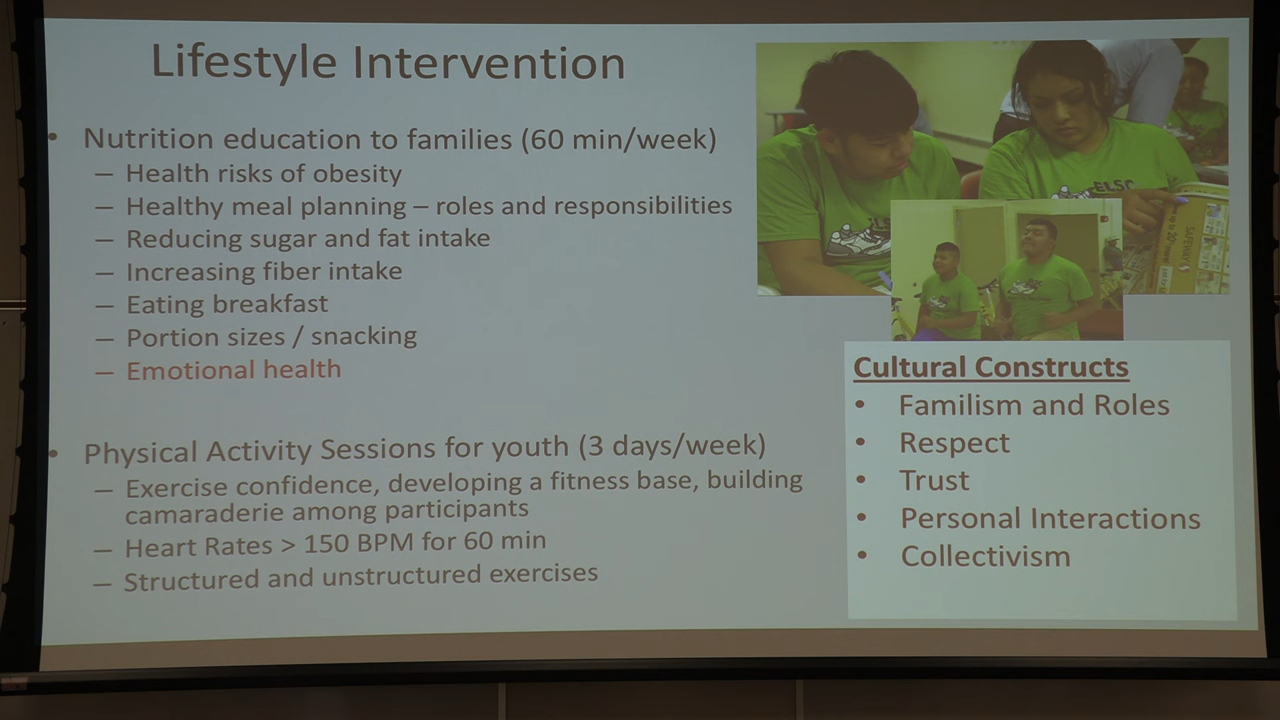 Lifestyle Intervention
• Nutrition education to families (60 min/week)
– Health risks of obesity
– Healthy meal planning – roles and responsibilities
– Reducing sugar and fat intake
– Increasing fiber intake
– Eating breakfast
– Portion sizes / snacking
– Emotional health
• Physical Activity Sessions for youth (3 days/week)
– Exercise confidence, developing a fitness base, building
camaraderie among participants
– Heart Rates > 150 BPM for 60 min
– Structured and unstructured exercises
ELSC
SAFEWAY
Cultural Constructs
• Familism and Roles
• Respect
• Trust
• Personal Interactions
• Collectivism